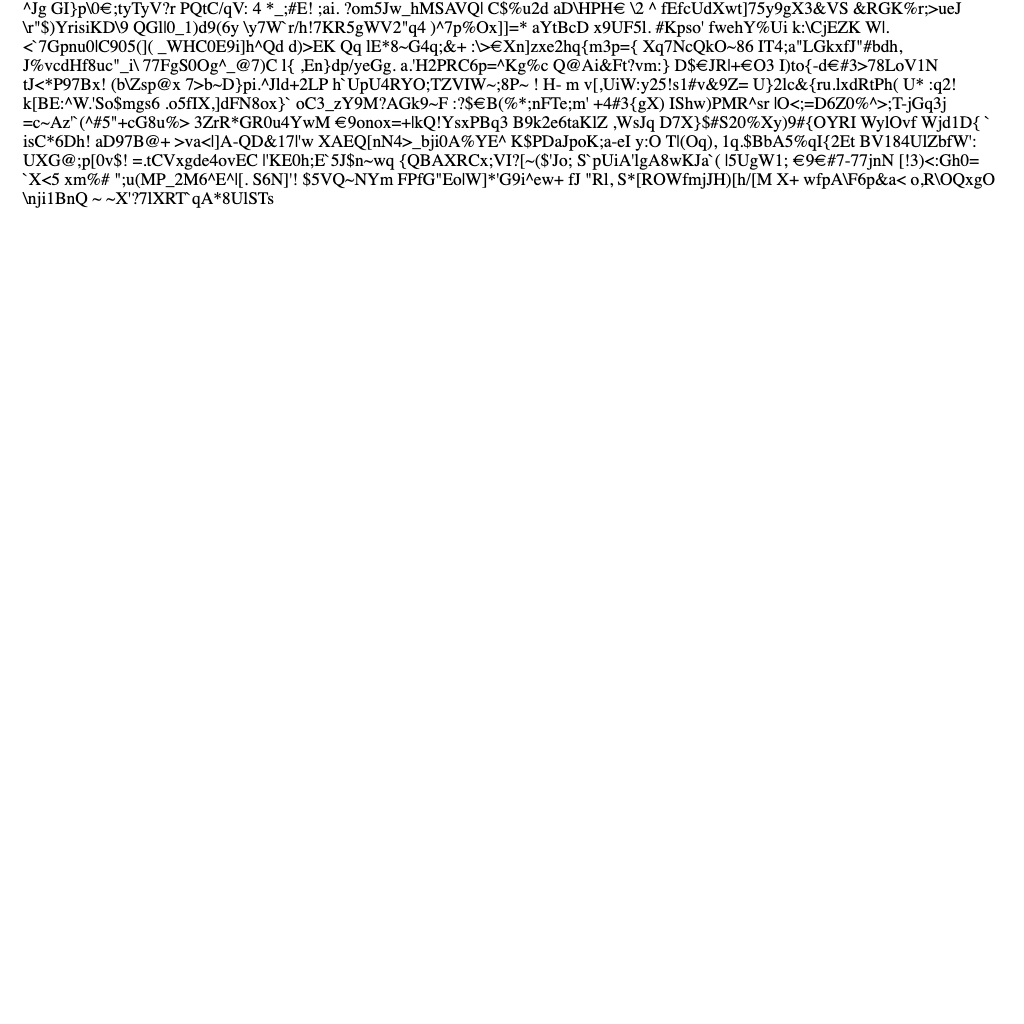 ^Jg GI}p\0€;tyTyV?r PQtC/qV: 4 *_;#E! ;ai. ?om5Jw_hMSAVQ| C$%u2d aD\HPH€ \2 ^ fEfcUdXwt]75y9gX3&VS &RGK%r;>ueJ
\r"$)YrisiKD\9 QGl|0_1)d9(6y \y7W`r/h!7KR5gWV2"q4 )^7p%Ox]]=* aYtBcD x9UF5l. #Kpso' fwehY%Ui k:\CjEZK W|.
<`7Gpnu0|C905(]( _WHC0E9i]h^Qd d)>EK Qq lE*8~G4q;&+ :\>€Xn]zxe2hq{m3p={ Xq7NcQkO~86 IT4;a"LGkxfJ"#bdh,
J%vcdHf8uc"_i\ 77FgS0Og^_@7)C l{ ,En}dp/yeGg. a.'H2PRC6p=^Kg%c Q@Ai&Ft?vm:} D$€JRl+€O3 I)to{-d€#3>78LoV1N
tJ<*P97Bx! (b\Zsp@x 7>b~D}pi.^Jld+2LP h`UpU4RYO;TZVIW~;8P~ ! H- m v[,UiW:y25!s1#v&9Z= U}2lc&{ru.lxdRtPh( U* :q2!
k[BE:^W.'So$mgs6 .o5fIX,]dFN8ox}` oC3_zY9M?AGk9~F :?$€B(%*;nFTe;m' +4#3{gX) IShw)PMR^sr |O<;=D6Z0%^>;T-jGq3j
=c~Az'`(^#5"+cG8u%> 3ZrR*GR0u4YwM €9onox=+|kQ!YsxPBq3 B9k2e6taK|Z ,WsJq D7X}$#S20%Xy)9#{OYRI WylOvf Wjd1D{ `
isC*6Dh! aD97B@+ >va<|]A-QD&17|'w XAEQ[nN4>_bji0A%YE^ K$PDaJpoK;a-eI y:O T|(Oq), 1q.$BbA5%qI{2Et BV184UlZbfW':
UXG@;p[0v$! =.tCVxgde4ovEC |'KE0h;E`5J$n~wq {QBAXRCx;VI?[~($'Jo; S`pUiA'lgA8wKJa`( |5UgW1; €9€#7-77jnN [!3)<:Gh0=
`X<5 xm%# ";u(MP_2M6^E^|[. S6N]'! $5VQ~NYm FPfG"Eo|W]*'G9i^ew+ fJ "Rl, S*[ROWfmjJH)[h/[M X+ wfpA\F6p&a< o,R\OQxgO
\nji1BnQ ~ ~X'?7lXRT`qA*8UlSTs